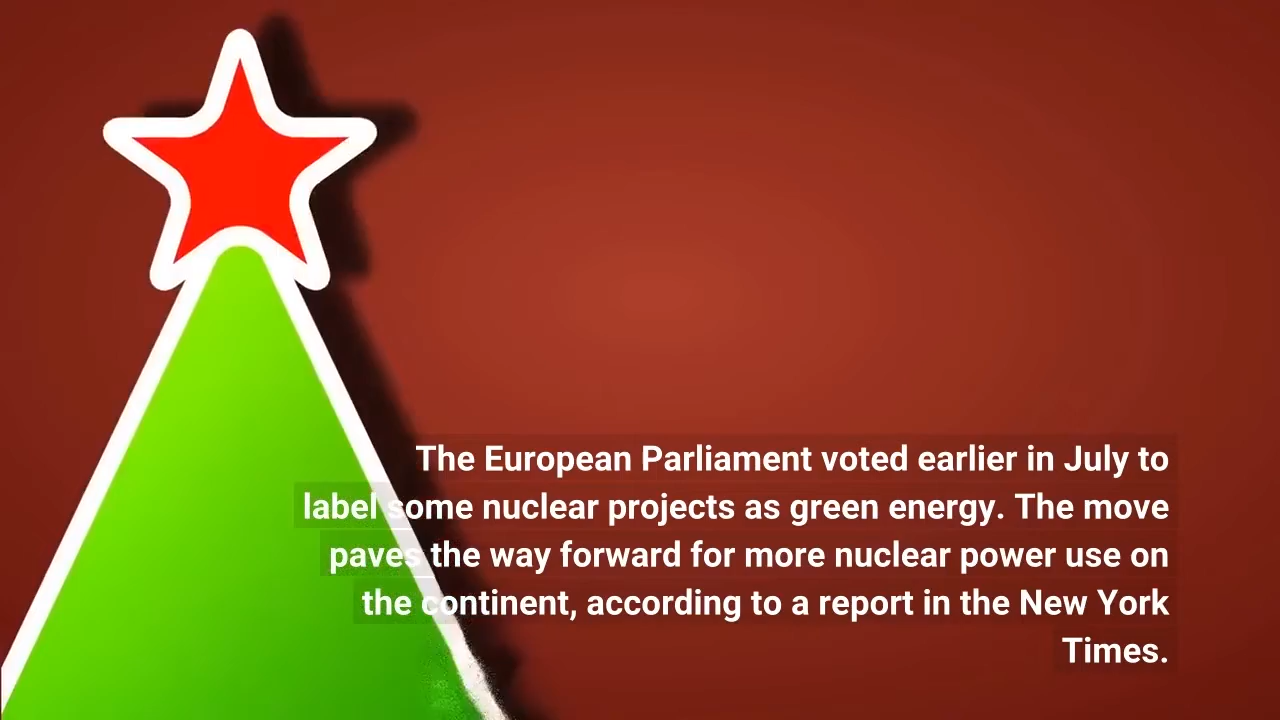 The European Parliament voted earlier in July to
label some nuclear projects as green energy. The move
paves the way forward for more nuclear power use on
the continent, according to a report in the New York
Times.